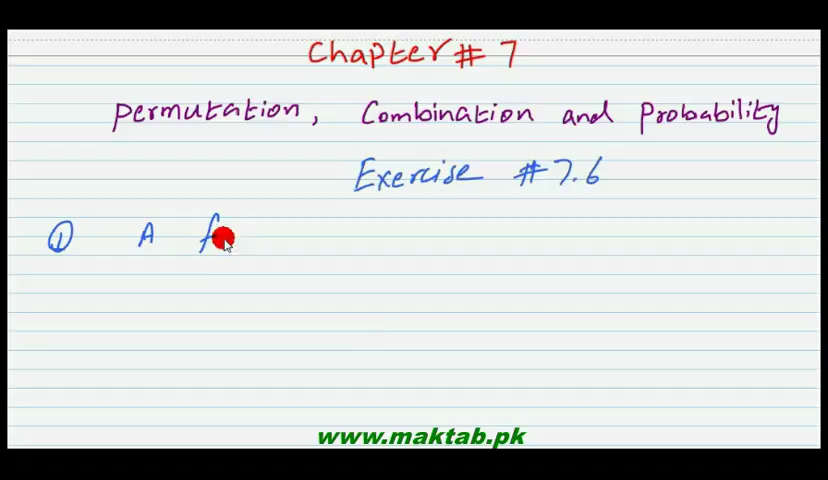 Chapter # 7
Permutation, Combination and Probability
Exercise # 7.6
① A f
www.maktab.pk